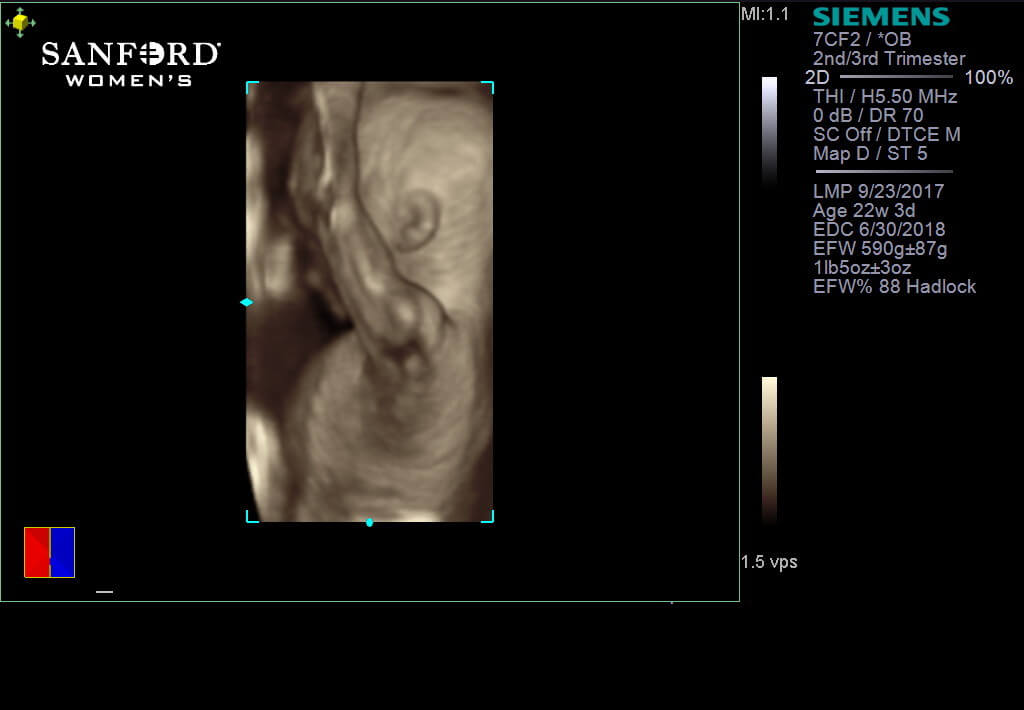 SANFORD
WOMEN'S
MI:1.1
SIEMENS
7CF2 / *OB
2nd/3rd Trimester
2D 100%
THI / H5.50 MHz
0 dB / DR 70
SC Off / DTCE M
Map D / ST 5
LMP 9/23/2017
Age 22w 3d
EDC 6/30/2018
EFW 590g±87g
1lb5oz±3oz
EFW% 88 Hadlock
1.5 vps